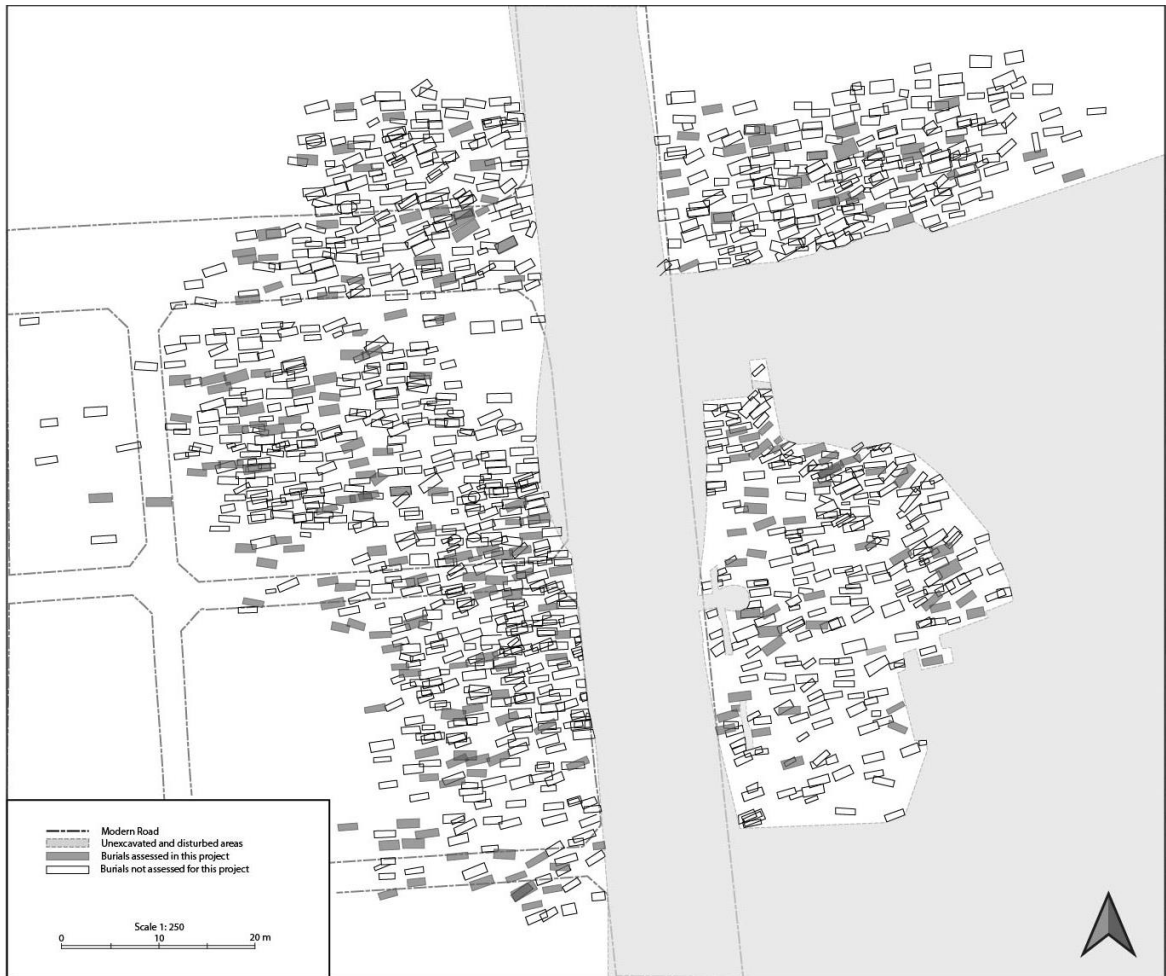 Modern Road
Unexcavated and disturbed areas
Burials assessed in this project
Burials not assessed for this project
Scale 1: 250
0 10 20 m